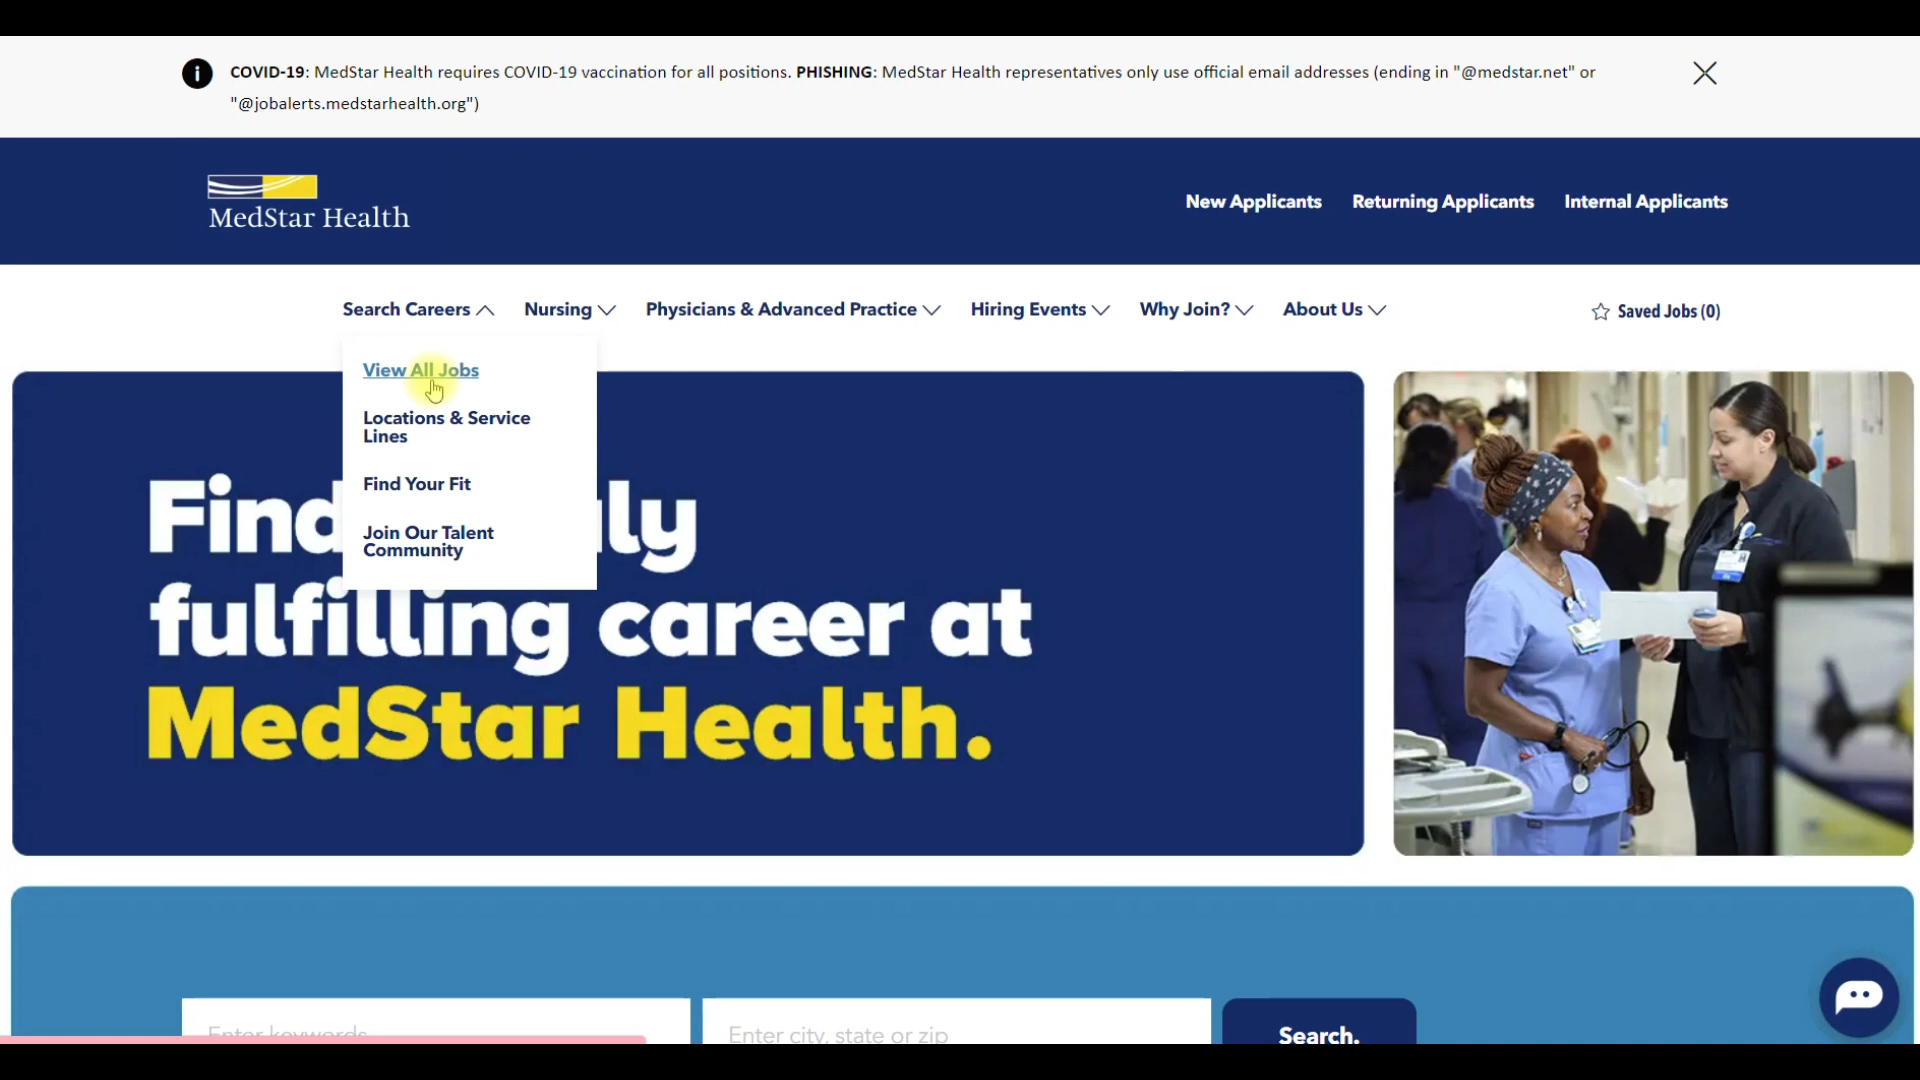 COVID-19: MedStar Health requires COVID-19 vaccination for all positions. PHISHING: MedStar Health representatives only use official email addresses (ending in "@medstar.net" or
"@jobalerts.medstarhealth.org")
MedStar Health
New Applicants
Returning Applicants
Internal Applicants
Search Careers
Nursing
Physicians & Advanced Practice
Hiring Events
Why Join?
About Us
Saved Jobs (0)
View All Jobs
Locations & Service
Lines
Find Your Fit
Join Our Talent
Community
Find
ly
fulfilling career at
MedStar Health.
Enter keywords
Enter city, state or zip
Search.